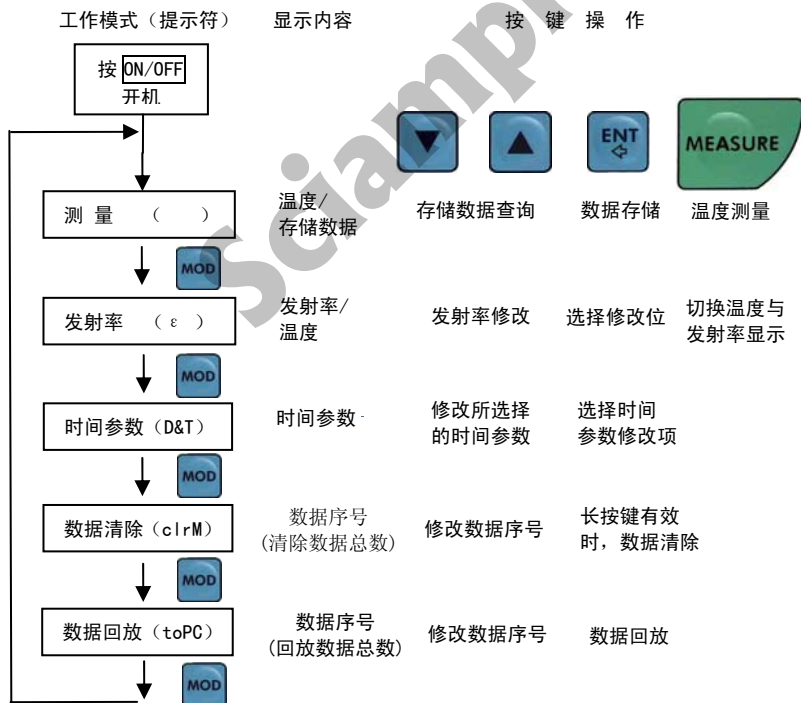 工作模式（提示符） 显示内容 按 键 操 作
按 ON/OFF
开机
ENT
MEASURE
测 量 （ ）
温度/
存储数据
存储数据查询
数据存储
温度测量
MOD
发射率 （ε ）
发射率/
温度
发射率修改
选择修改位
切换温度与
发射率显示
MOD
时间参数（D&T）
时间参数
修改所选择
的时间参数
选择时间
参数修改项
MOD
数据清除（clrM）
数据序号
(清除数据总数)
修改数据序号
长按键有效
时，数据清除
MOD
数据回放（toPC）
数据序号
(回放数据总数)
修改数据序号
数据回放
MOD
Sciampl